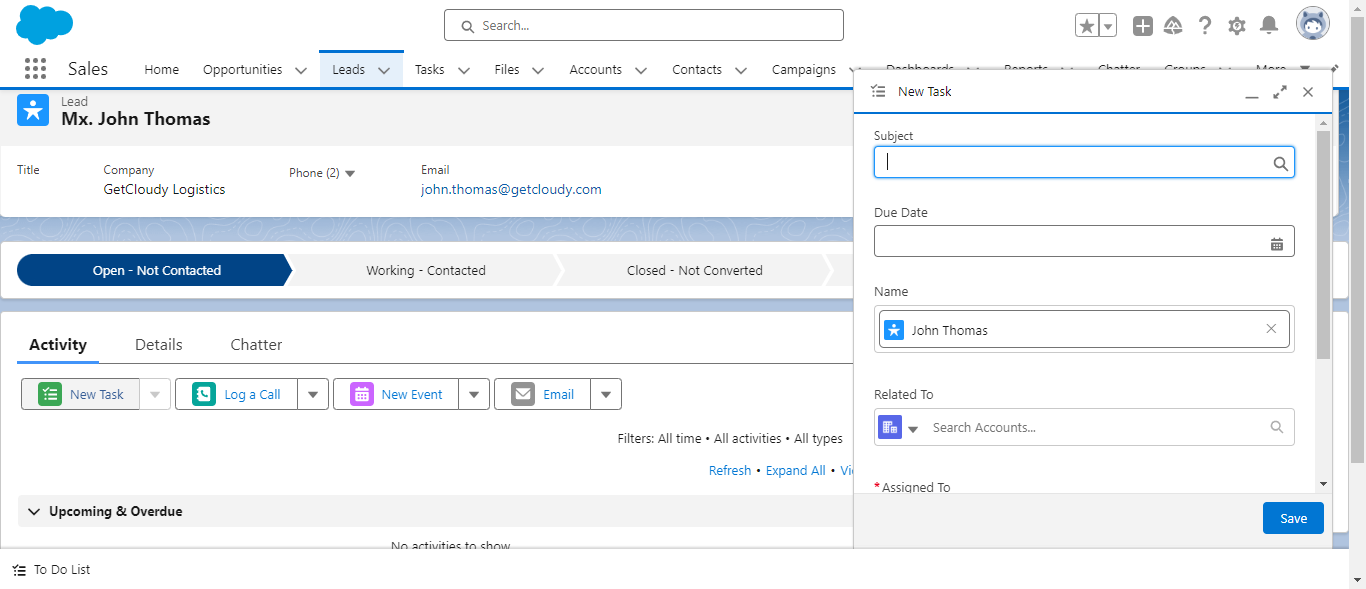 Search...
Sales
Home
Opportunities
Leads
Tasks
Files
Accounts
Contacts
Campaigns
Dashboards
Reports
Chatter
Groups
More
Lead
Mx. John Thomas
Title
Company
GetCloudy Logistics
Phone (2)
Email
john.thomas@getcloudy.com
Open - Not Contacted
Working - Contacted
Closed - Not Converted
Activity
Details
Chatter
New Task
Log a Call
New Event
Email
Filters: All time • All activities • All types
Refresh • Expand All •
Upcoming & Overdue
No activities to show
To Do List
New Task
Subject
Due Date
Name
John Thomas
Related To
Search Accounts...
*Assigned To
Save